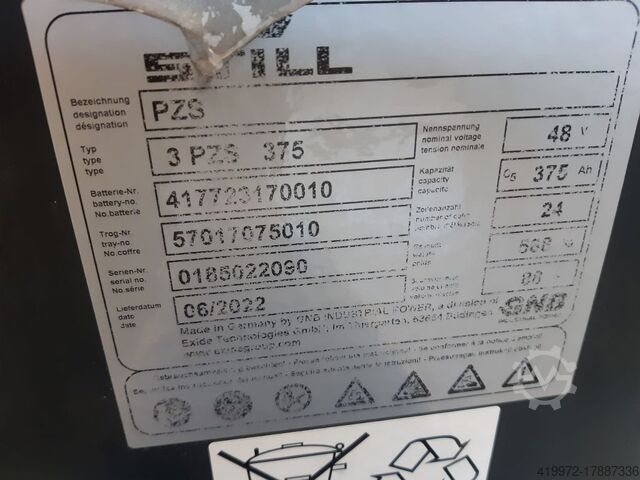 STILL
Bezeichnung
designation
désignation
PZS
Typ
type
type
3 PZS 375
Nennspannung
nominal voltage
tension nominale
48 V
Batterie-Nr.
battery-no.
No.batterie
417723170010
Kapazität
capacity
capacité
C5 375 Ah
Trog-Nr.
tray-no
No.coffre
57017075010
Zellenanzahl
number of cells
24
Serien-Nr.
serial no.
No.série
0185022090
Lieferdatum
date
date
06/2022
Made in Germany by GNB INDUSTRIAL POWER, a division of
Exide Technologies GmbH, Im Thiergarten, 63654 Büdingen
GNB
419972-17887336